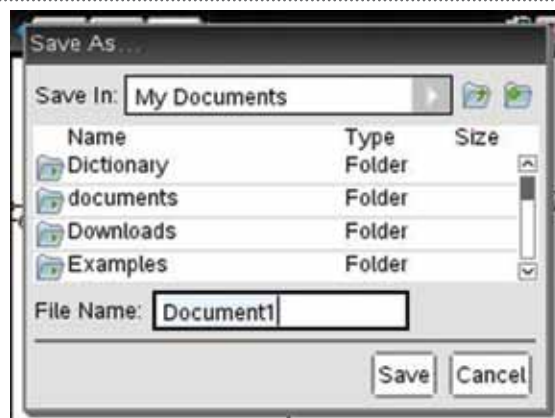 Save As...
Save In: My Documents
Name Type Size
Dictionary Folder
documents Folder
Downloads Folder
Examples Folder
File Name: Document1
Save Cancel